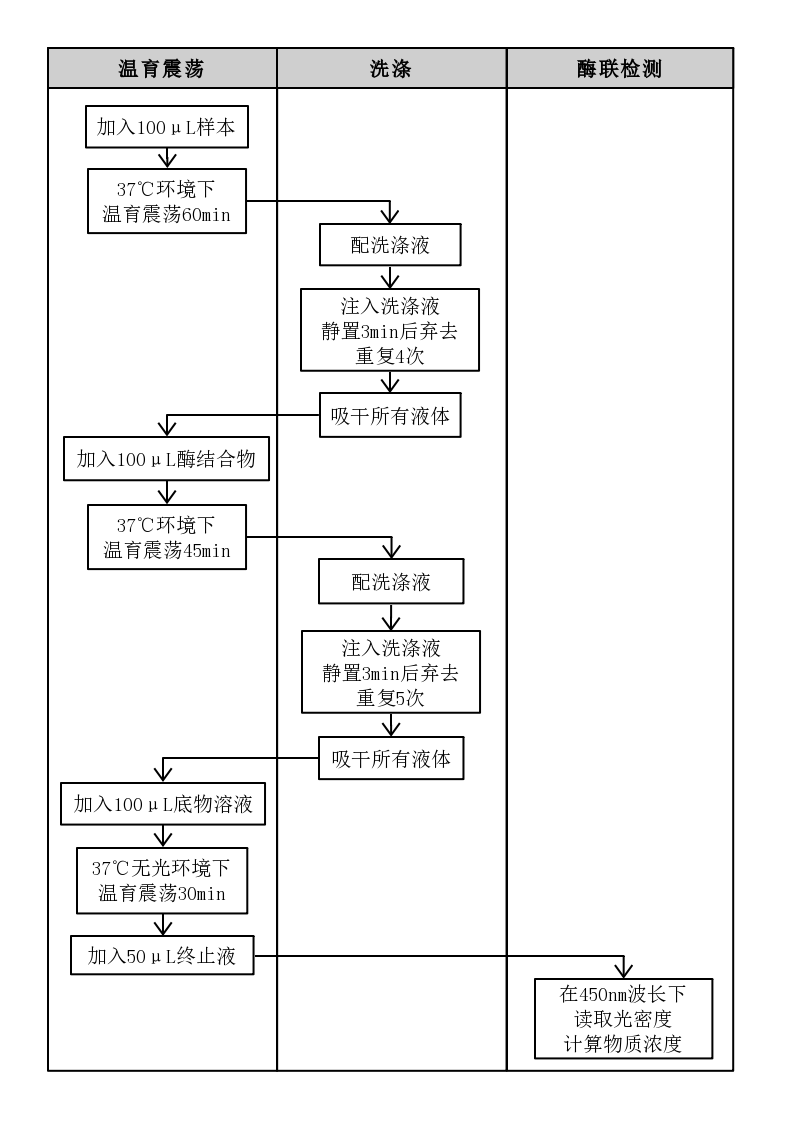 温育震荡
洗涤
酶联检测
加入100μL样本
37℃环境下
温育震荡60min
配洗涤液
注入洗涤液
静置3min后弃去
重复4次
吸干所有液体
加入100μL酶结合物
37℃环境下
温育震荡45min
配洗涤液
注入洗涤液
静置3min后弃去
重复5次
吸干所有液体
加入100μL底物溶液
37℃无光环境下
温育震荡30min
加入50μL终止液
在450nm波长下
读取光密度
计算物质浓度